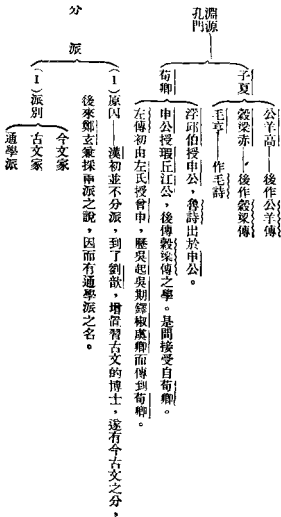 淵源
孔門
子夏
公羊高——後作公羊傳
穀梁赤——後作穀梁傳
毛亨——作毛詩
荀卿
浮邱伯授申公,魯詩出於申公。
申公授瑕丘江公,後傳穀梁傳之學。是間接受自荀卿。
左傳初由左氏授曾申,歷吳起吳期鐸椒虞卿而傳到荀卿。
分派
(1)原因——漢初並不分派,到了劉歆,增置習古文的博士,遂有今古文之分,
後來鄭玄兼採兩派之說,因而有通學派之名。
(1)派別
今文家
古文家
通學派